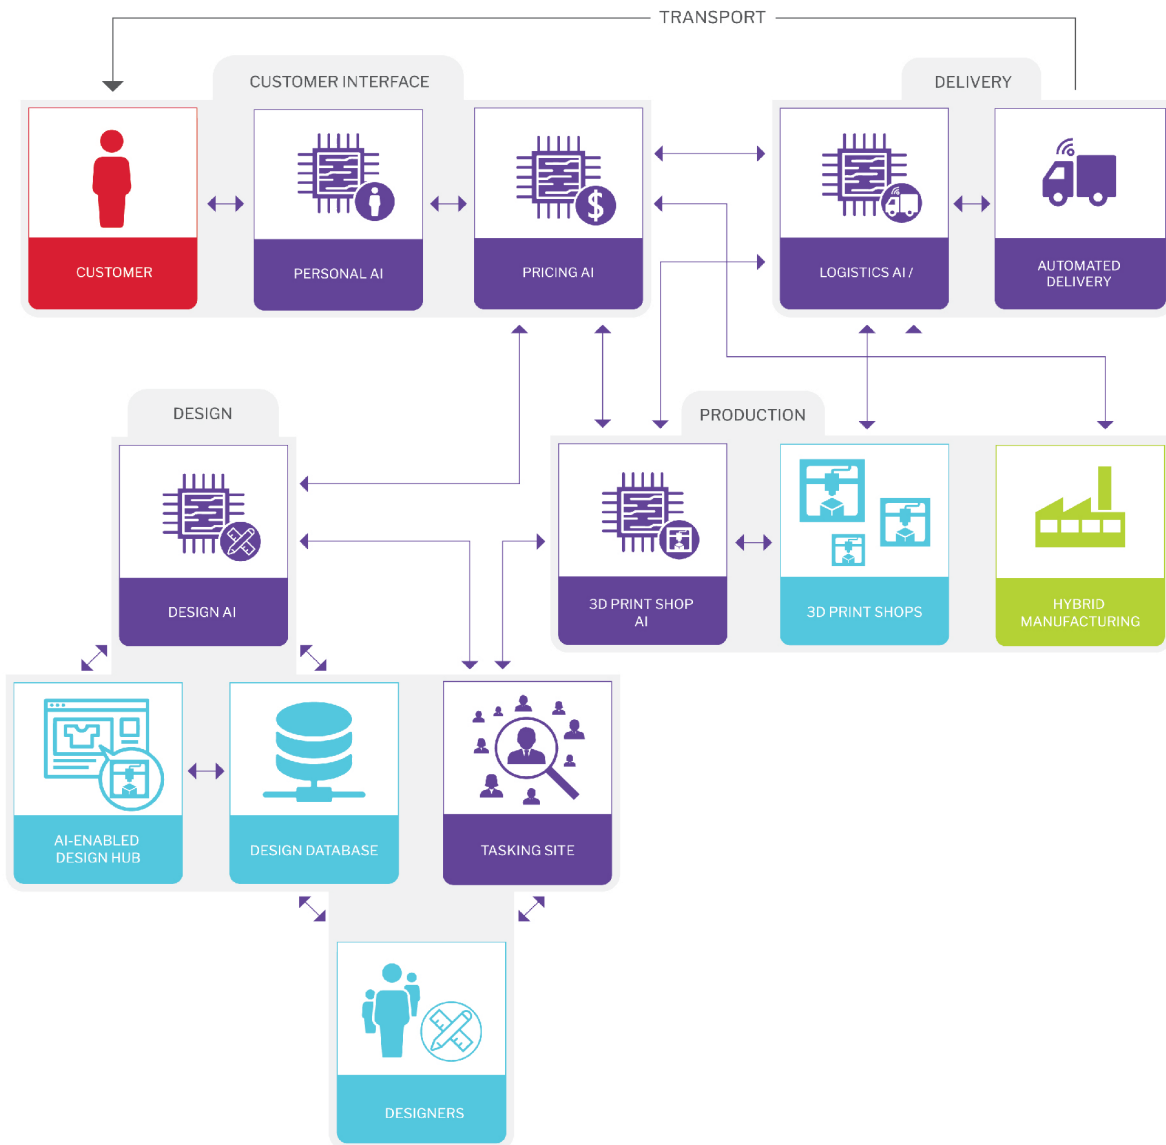 TRANSPORT
CUSTOMER INTERFACE
DELIVERY
CUSTOMER
PERSONAL AI
$
PRICING AI
LOGISTICS AI /
AUTOMATED
DELIVERY
DESIGN
PRODUCTION
DESIGN AI
3D PRINT SHOP
AI
3D PRINT SHOPS
HYBRID
MANUFACTURING
AI-ENABLED
DESIGN HUB
DESIGN DATABASE
TASKING SITE
DESIGNERS